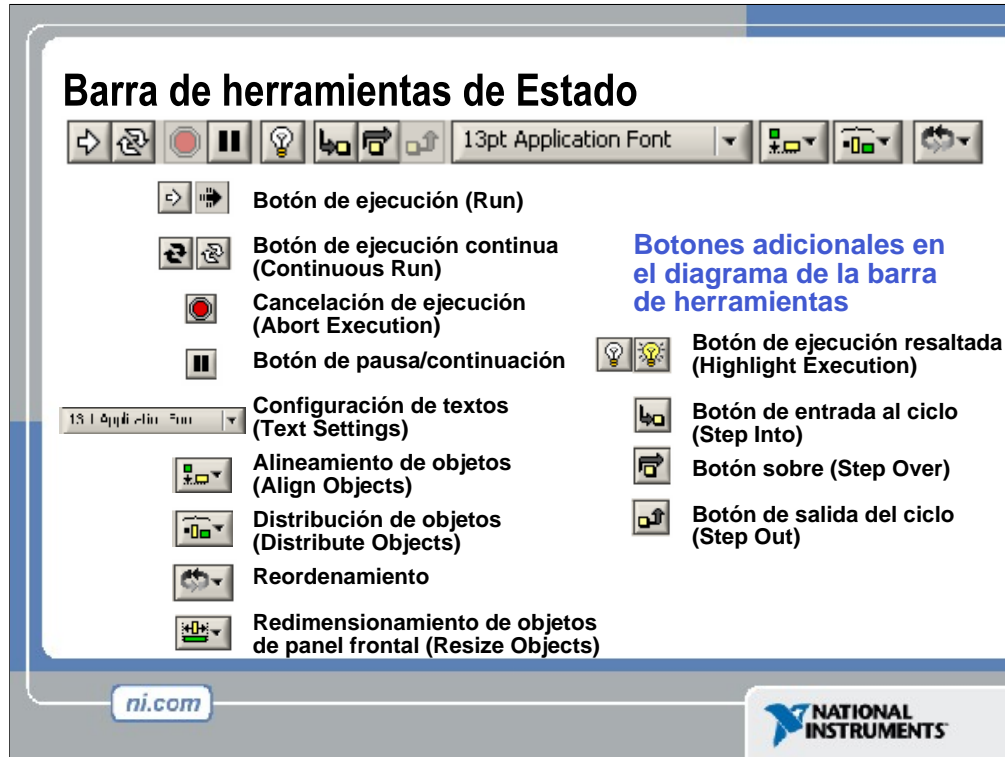 Barra de herramientas de Estado
13pt Application Font
Botón de ejecución (Run)
Botón de ejecución continua
(Continuous Run)
Cancelación de ejecución
(Abort Execution)
Botón de pausa/continuación
Configuración de textos
(Text Settings)
Alineamiento de objetos
(Align Objects)
Distribución de objetos
(Distribute Objects)
Reordenamiento
Redimensionamiento de objetos
de panel frontal (Resize Objects)
Botones adicionales en
el diagrama de la barra
de herramientas
Botón de ejecución resaltada
(Highlight Execution)
Botón de entrada al ciclo
(Step Into)
Botón sobre (Step Over)
Botón de salida del ciclo
(Step Out)
ni.com
NATIONAL
INSTRUMENTS